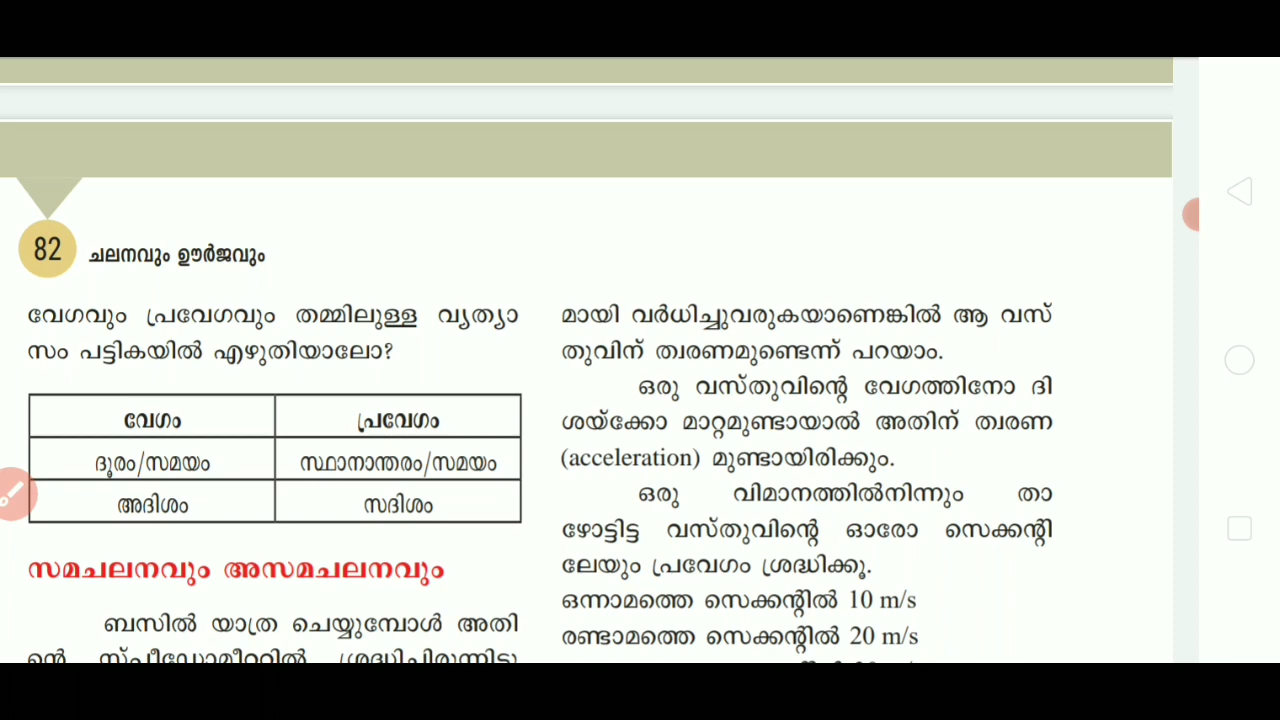 82 ചലനവും ഊർജവും
വേഗവും പ്രവേഗവും തമ്മിലുള്ള വ്യത്യാ
സം പട്ടികയിൽ എഴുതിയാലോ?
വേഗം പ്രവേഗം
ദൂരം/സമയം സ്ഥാനാന്തരം/സമയം
അദിശം സദിശം
സമചലനവും അസമചലനവും
ബസിൽ യാത്ര ചെയ്യുമ്പോൾ അതി
ന്റെ സ്പീഡോമീറ്ററിൽ
മായി വർധിച്ചുവരുകയാണെങ്കിൽ ആ വസ്
തുവിന് ത്വരണമുണ്ടെന്ന് പറയാം.
ഒരു വസ്തുവിന്റെ വേഗത്തിനോ ദി
ശയ്ക്കോ മാറ്റമുണ്ടായാൽ അതിന് ത്വരണ
(acceleration) മുണ്ടായിരിക്കും.
ഒരു വിമാനത്തിൽനിന്നും താ
ഴോട്ടിട്ട വസ്തുവിന്റെ ഓരോ സെക്കന്റി
ലേയും പ്രവേഗം ശ്രദ്ധിക്കൂ.
ഒന്നാമത്തെ സെക്കന്റിൽ 10 m/s
രണ്ടാമത്തെ സെക്കന്റിൽ 20 m/s